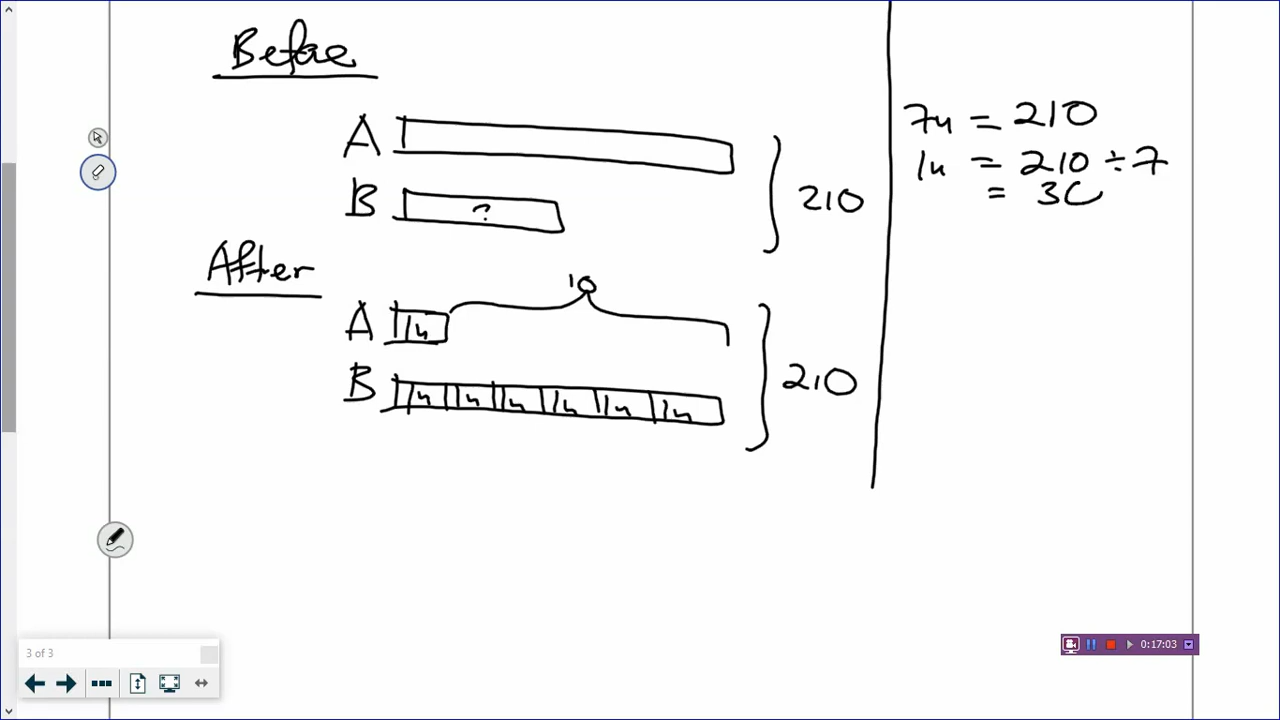 Before
A
B ?
210
After
10
A 1u
B 1u 1u 1u 1u 1u 1u
210
7u = 210
1u = 210 ÷ 7
= 30
3 of 3
0:17:03